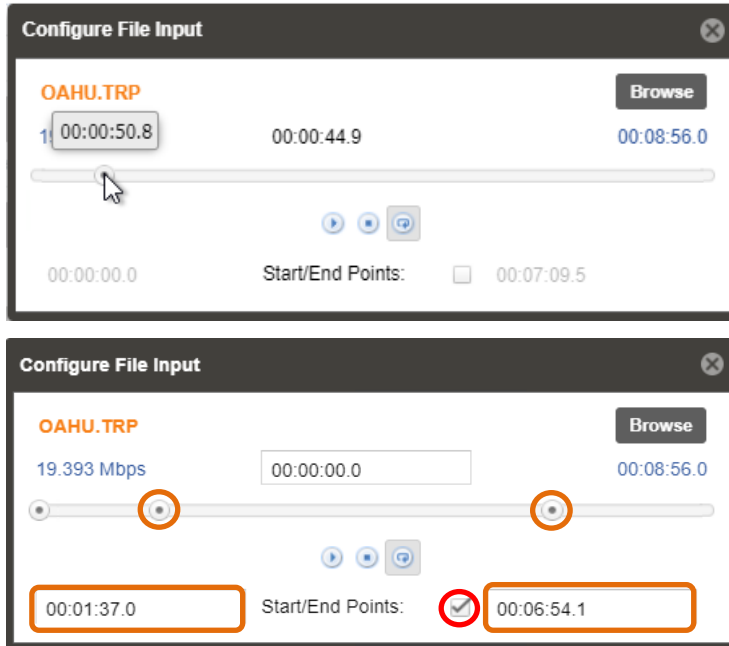 Configure File Input
OAHU.TRP
Browse
1
00:00:50.8
00:00:44.9
00:08:56.0
00:00:00.0
Start/End Points:
00:07:09.5
Configure File Input
OAHU.TRP
Browse
19.393 Mbps
00:00:00.0
00:08:56.0
00:01:37.0
Start/End Points:
00:06:54.1